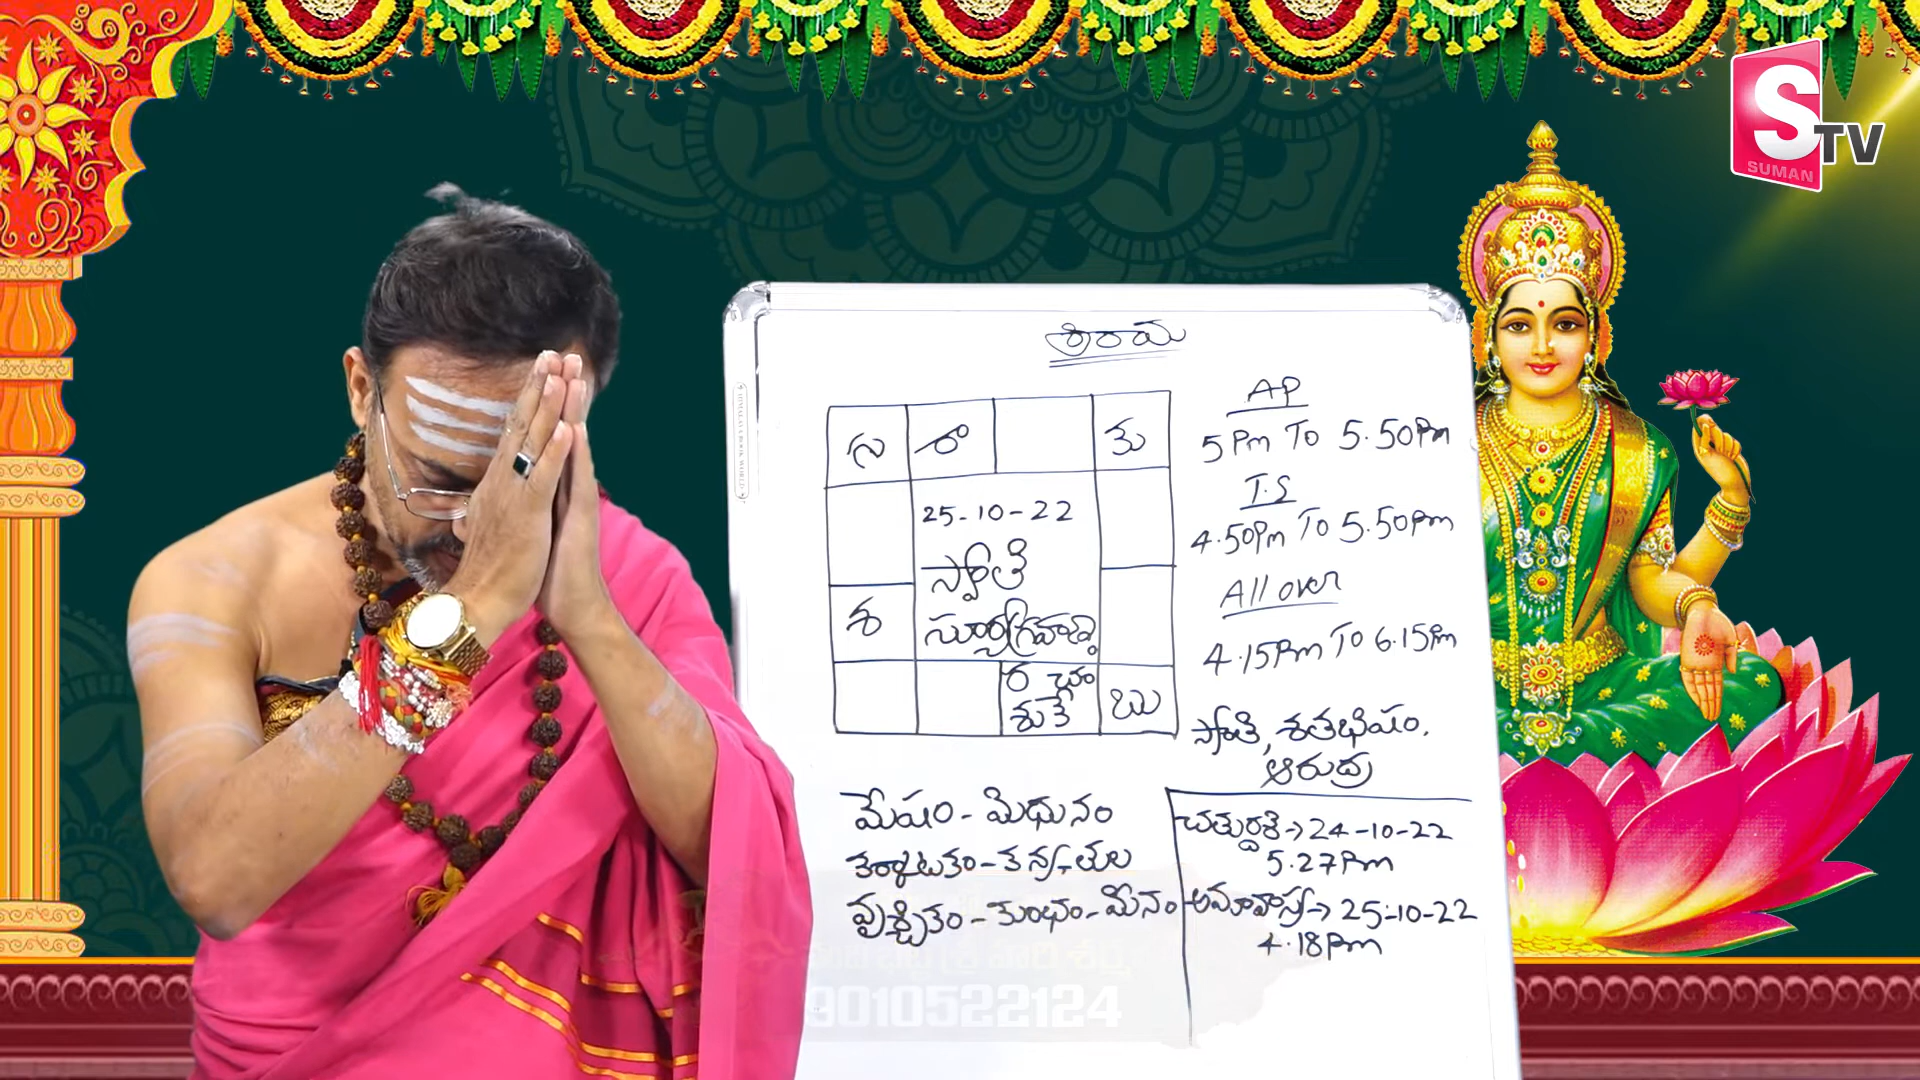 STV
SUMAN
శ్రీరామ
గు
రా
కు
25-10-22
స్వాతి
సూర్యగ్రహణ
శ
ర చం
శు కే
బు
AP
5 Pm To 5.50Pm
T.S
4.50Pm To 5.50pm
All over
4.15Pm To 6.15Pm
స్వాతి, శతభిషం,
ఆరుద్ర
మేషం - మిథునం
కర్కాటకం - కన్య - తుల
వృశ్చికం - కుంభం - మీనం
చతుర్దశి → 24-10-22
5.27Pm
అమావాస్య → 25-10-22
4.18pm
9010522124